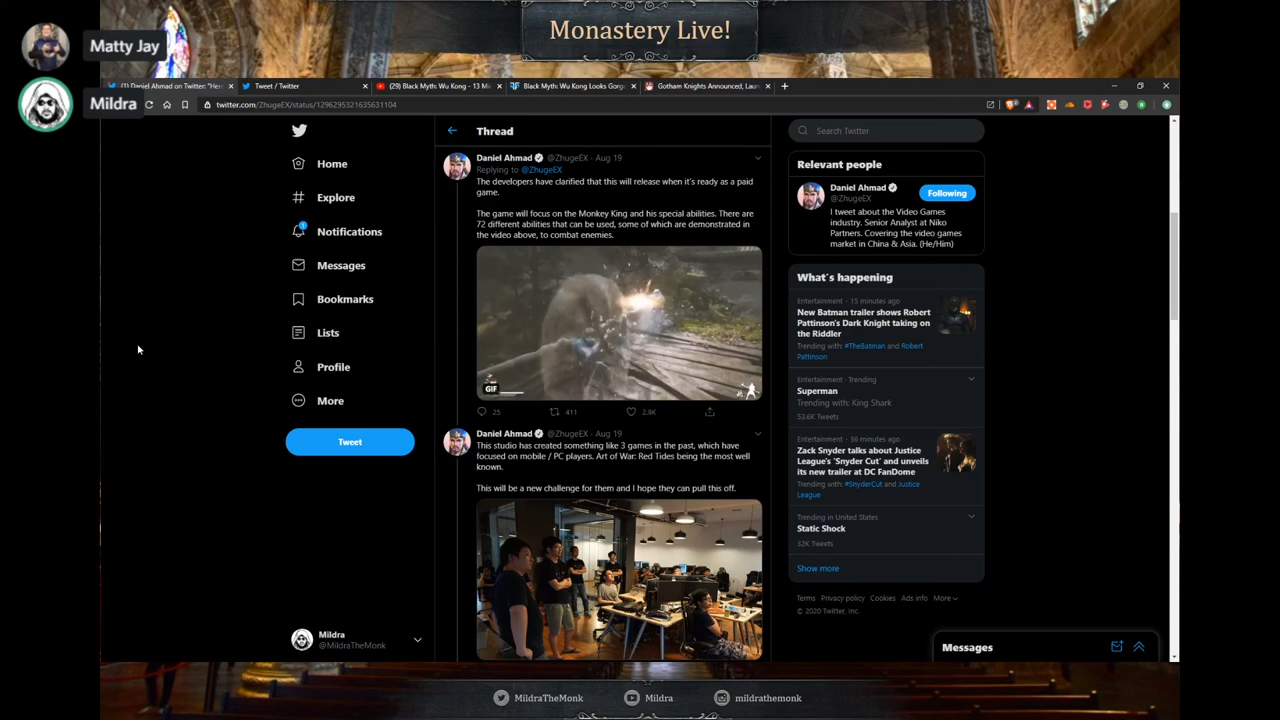 Monastery Live!
Matty Jay
Mildra
(1) Daniel Ahmad on Twitter: "Her
Tweet / Twitter
(29) Black Myth: Wu Kong - 13 M
Black Myth: Wu Kong Looks Gorg
Gotham Knights Announced, Laun
twitter.com/ZhugeEX/status/1296295321635631104
Home
Explore
Notifications
Messages
Bookmarks
Lists
Profile
More
Tweet
Mildra
@MildraTheMonk
Thread
Daniel Ahmad @ZhugeEX · Aug 19
Replying to @ZhugeEX
The developers have clarified that this will release when it's ready as a paid
game.
The game will focus on the Monkey King and his special abilities. There are
72 different abilities that can be used, some of which are demonstrated in
the video above, to combat enemies.
GIF
25 411 2.9K
Daniel Ahmad @ZhugeEX · Aug 19
This studio has created something like 3 games in the past, which have
focused on mobile / PC players. Art of War: Red Tides being the most well
known.
This will be a new challenge for them and I hope they can pull this off.
Search Twitter
Relevant people
Daniel Ahmad
@ZhugeEX
Following
I tweet about the Video Games
industry. Senior Analyst at Niko
Partners. Covering the video games
market in China & Asia. (He/Him)
What's happening
Entertainment · 15 minutes ago
New Batman trailer shows Robert
Pattinson's Dark Knight taking on
the Riddler
Trending with: #TheBatman and Robert
Pattinson
Entertainment · Trending
Superman
Trending with: King Shark
53.6K Tweets
Entertainment · 36 minutes ago
Zack Snyder talks about Justice
League's 'Snyder Cut' and unveils
its new trailer at DC FanDome
Trending with: #SnyderCut and Justice
League
Trending in United States
Static Shock
32K Tweets
Show more
Terms Privacy policy Cookies Ads info More
© 2020 Twitter, Inc.
Messages
MildraTheMonk
Mildra
mildrathemonk